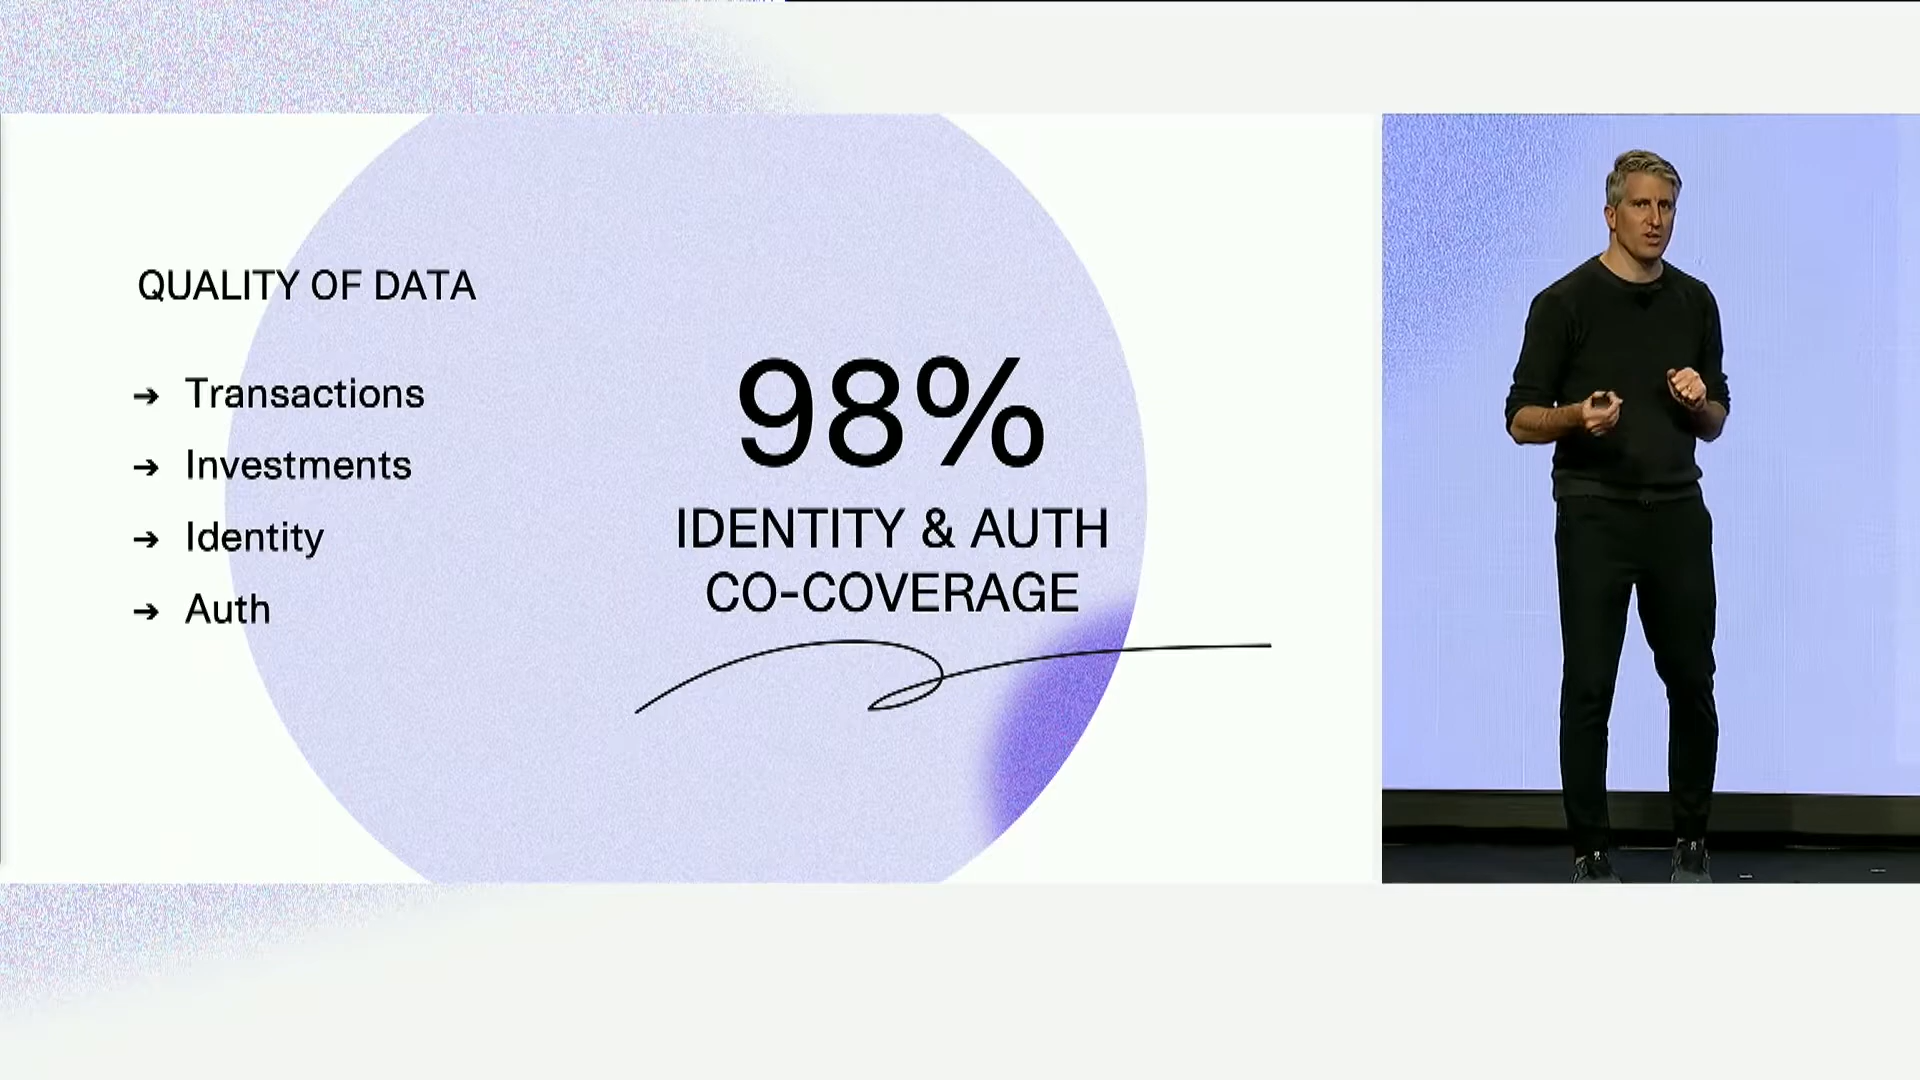 QUALITY OF DATA
→ Transactions
→ Investments
→ Identity
→ Auth
98%
IDENTITY & AUTH
CO-COVERAGE